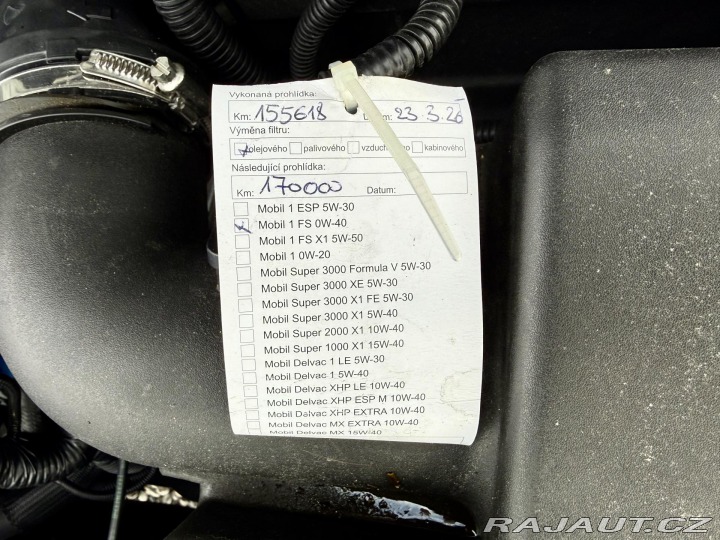 Vykonaná prohlídka:
Km: 155618 23.3.26
Výměna filtru:
olejového palivového kabinového
Následující prohlídka:
Km: 170000 Datum:
Mobil 1 ESP 5W-30
Mobil 1 FS 0W-40
Mobil 1 FS X1 5W-50
Mobil 1 0W-20
Mobil Super 3000 Formula V 5W-30
Mobil Super 3000 XE 5W-30
Mobil Super 3000 X1 FE 5W-30
Mobil Super 3000 X1 5W-40
Mobil Super 2000 X1 10W-40
Mobil Super 1000 X1 15W-40
Mobil Delvac 1 LE 5W-30
Mobil Delvac 1 5W-40
Mobil Delvac XHP LE 10W-40
Mobil Delvac XHP ESP M 10W-40
Mobil Delvac XHP EXTRA 10W-40
Mobil Delvac MX EXTRA 10W-40
Mobil Delvac MX 15W-40
RAJAUT.CZ